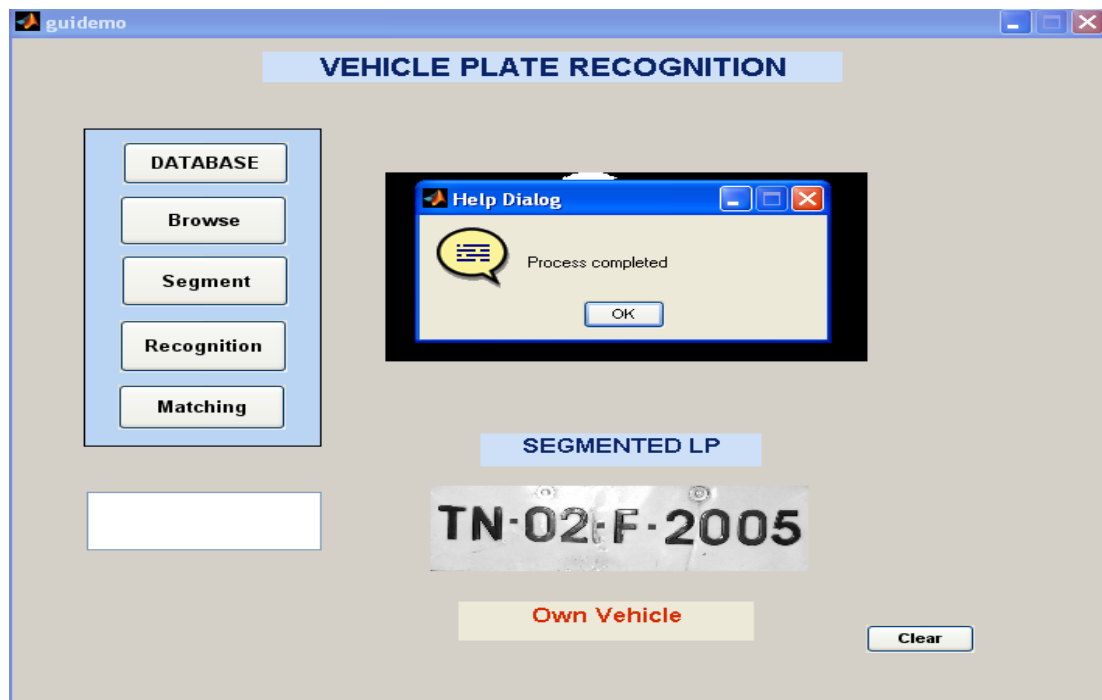 guidemo
VEHICLE PLATE RECOGNITION
DATABASE
Browse
Segment
Recognition
Matching
Help Dialog
Process completed
OK
SEGMENTED LP
TN-02-F-2005
Own Vehicle
Clear